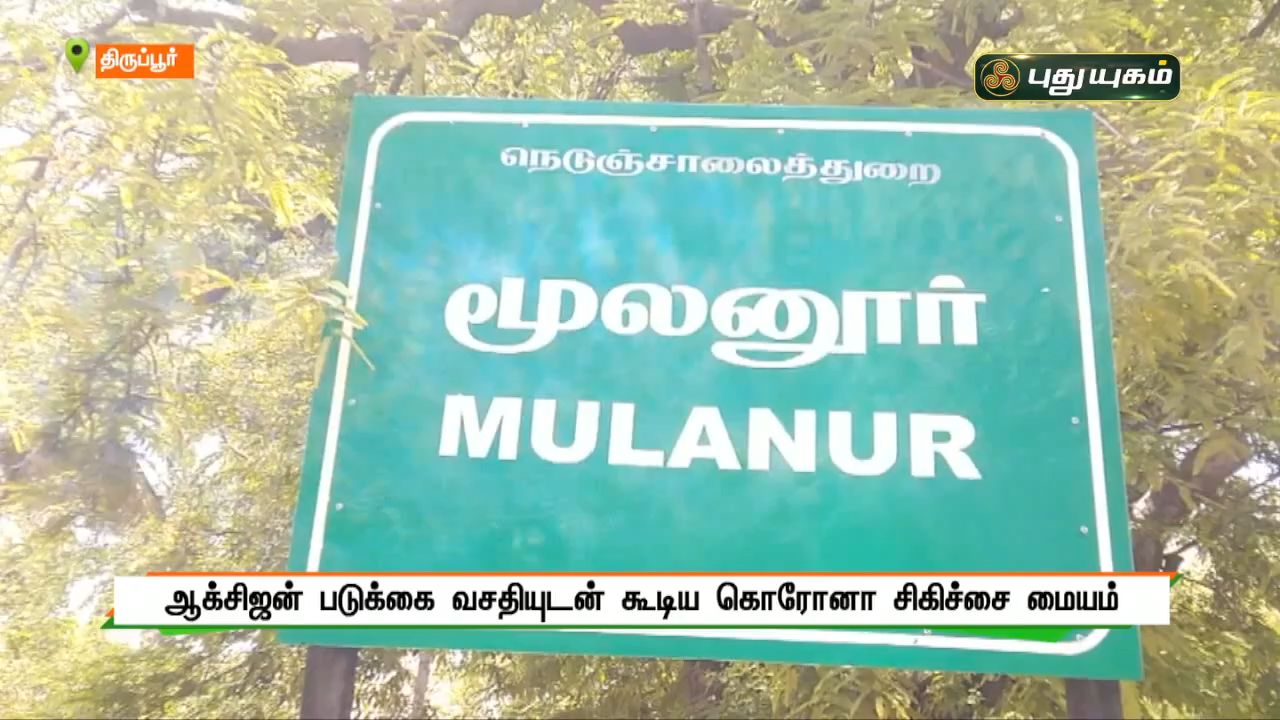 திருப்பூர்
புதுயுகம்
நெடுஞ்சாலைத்துறை
மூலனூர்
MULANUR
ஆக்சிஜன் படுக்கை வசதியுடன் கூடிய கொரோனா சிகிச்சை மையம்